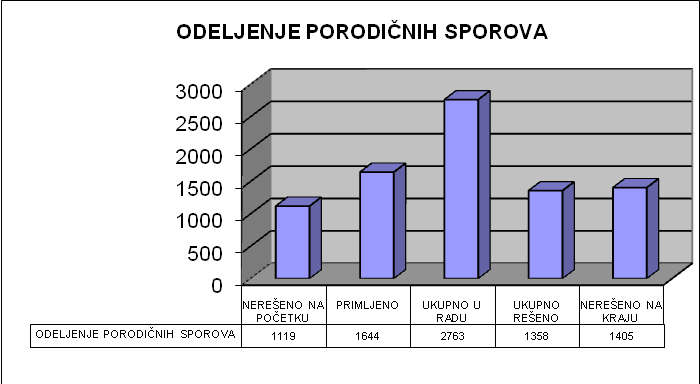 ODELJENJE PORODIČNIH SPOROVA
3000
2500
2000
1500
1000
500
0
NEREŠENO NA POČETKU
PRIMLJENO
UKUPNO U RADU
UKUPNO REŠENO
NEREŠENO NA KRAJU
ODELJENJE PORODIČNIH SPOROVA 1119 1644 2763 1358 1405